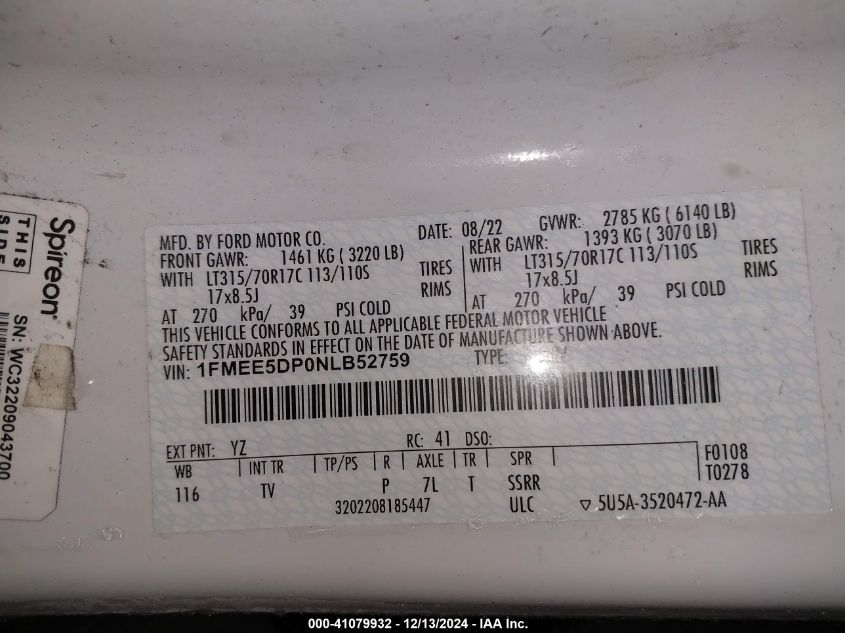 MFD. BY FORD MOTOR CO. DATE: 08/22 GVWR: 2785 KG ( 6140 LB)
FRONT GAWR: 1461 KG ( 3220 LB) REAR GAWR: 1393 KG ( 3070 LB)
WITH LT315/70R17C 113/110S TIRES WITH LT315/70R17C 113/110S TIRES
17x8.5J RIMS 17x8.5J RIMS
AT 270 kPa/ 39 PSI COLD AT 270 kPa/ 39 PSI COLD
THIS VEHICLE CONFORMS TO ALL APPLICABLE FEDERAL MOTOR VEHICLE
SAFETY STANDARDS IN EFFECT ON THE DATE OF MANUFACTURE SHOWN ABOVE.
VIN: 1FMEE5DP0NLB52759 TYPE:
EXT PNT: YZ RC: 41 DSO:
WB INT TR TP/PS R AXLE TR SPR F0108
116 TV P 7L T SSRR T0278
3202208185447 ULC ▽ 5U5A-3520472-AA
Spireon
THIS
SIDE
SN: WC32209043700
000-41079932 - 12/13/2024 - IAA Inc.